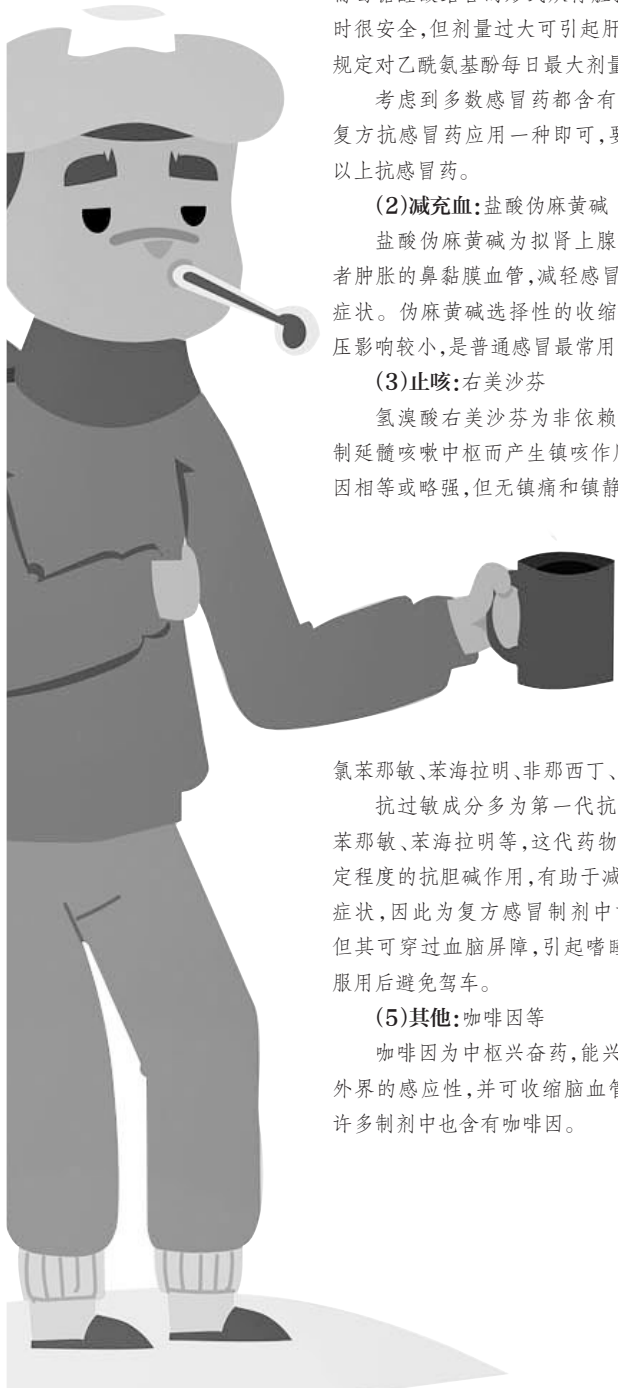 时很安全,但剂量过大可引起肝
规定对乙酰氨基酚每日最大剂量
考虑到多数感冒药都含有
复方抗感冒药应用一种即可,要
以上抗感冒药。
(2)减充血:盐酸伪麻黄碱
盐酸伪麻黄碱为拟肾上腺
者肿胀的鼻黏膜血管,减轻感冒
症状。伪麻黄碱选择性的收缩
压影响较小,是普通感冒最常用
(3)止咳:右美沙芬
氢溴酸右美沙芬为非依赖
制延髓咳嗽中枢而产生镇咳作
因相等或略强,但无镇痛和镇静
氯苯那敏、苯海拉明、非那西丁、
抗过敏成分多为第一代抗
苯那敏、苯海拉明等,这代药物
定程度的抗胆碱作用,有助于减
症状,因此为复方感冒制剂中
但其可穿过血脑屏障,引起嗜睡
服用后避免驾车。
(5)其他:咖啡因等
咖啡因为中枢兴奋药,能兴
外界的感应性,并可收缩脑血管
许多制剂中也含有咖啡因。